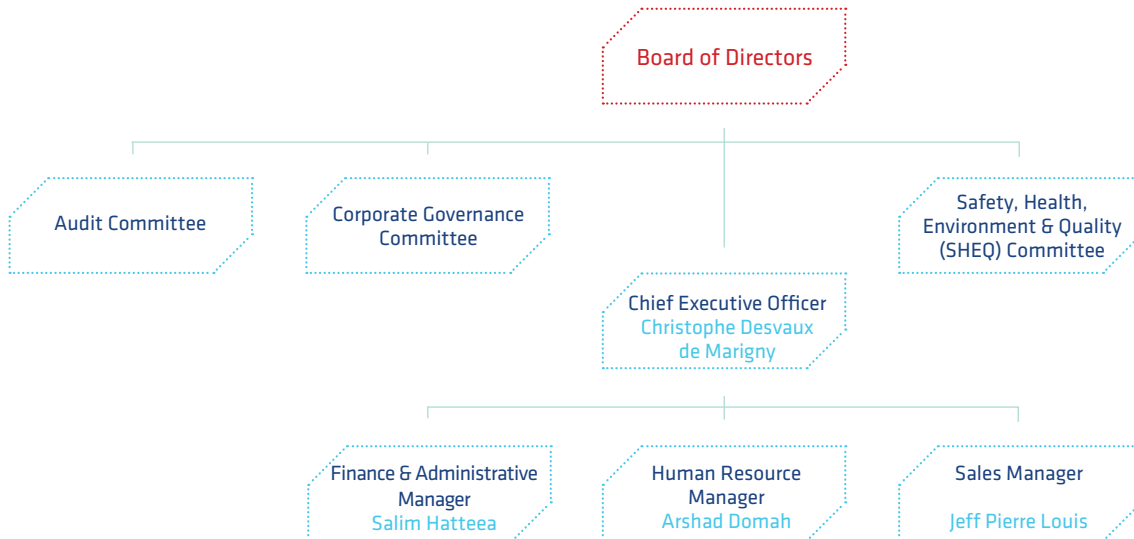 Board of Directors
Audit Committee
Corporate Governance
Committee
Safety, Health,
Environment & Quality
(SHEQ) Committee
Chief Executive Officer
Christophe Desvaux
de Marigny
Finance & Administrative
Manager
Salim Hatteea
Human Resource
Manager
Arshad Domah
Sales Manager
Jeff Pierre Louis